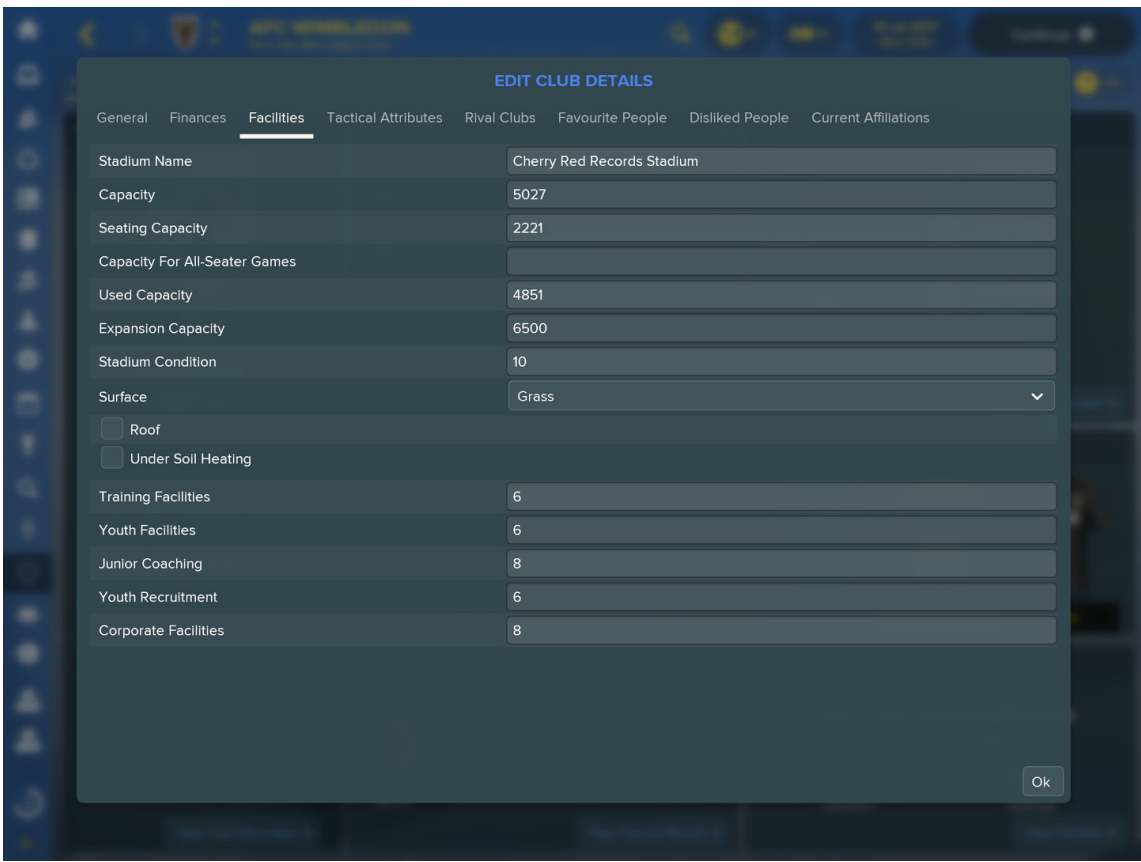 AFC WIMBLEDON
Continue
EDIT CLUB DETAILS
General Finances Facilities Tactical Attributes Rival Clubs Favourite People Disliked People Current Affiliations
Stadium Name Cherry Red Records Stadium
Capacity 5027
Seating Capacity 2221
Capacity For All-Seater Games
Used Capacity 4851
Expansion Capacity 6500
Stadium Condition 10
Surface Grass
Roof
Under Soil Heating
Training Facilities 6
Youth Facilities 6
Junior Coaching 8
Youth Recruitment 6
Corporate Facilities 8
Ok